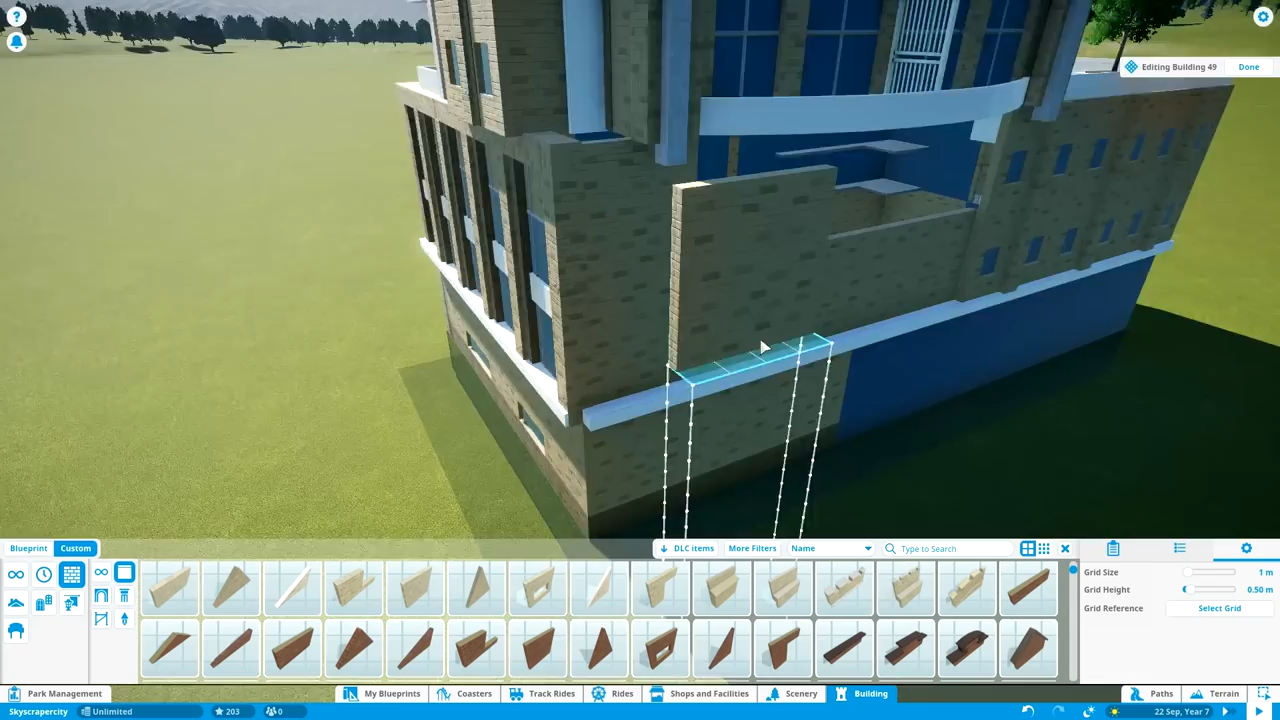 Editing Building 49
Done
Blueprint
Custom
DLC items
More Filters
Name
Type to Search
Grid Size
1 m
Grid Height
0.50 m
Grid Reference
Select Grid
Park Management
My Blueprints
Coasters
Track Rides
Rides
Shops and Facilities
Scenery
Building
Paths
Terrain
Skyscrapercity
Unlimited
203
0
22 Sep, Year 7